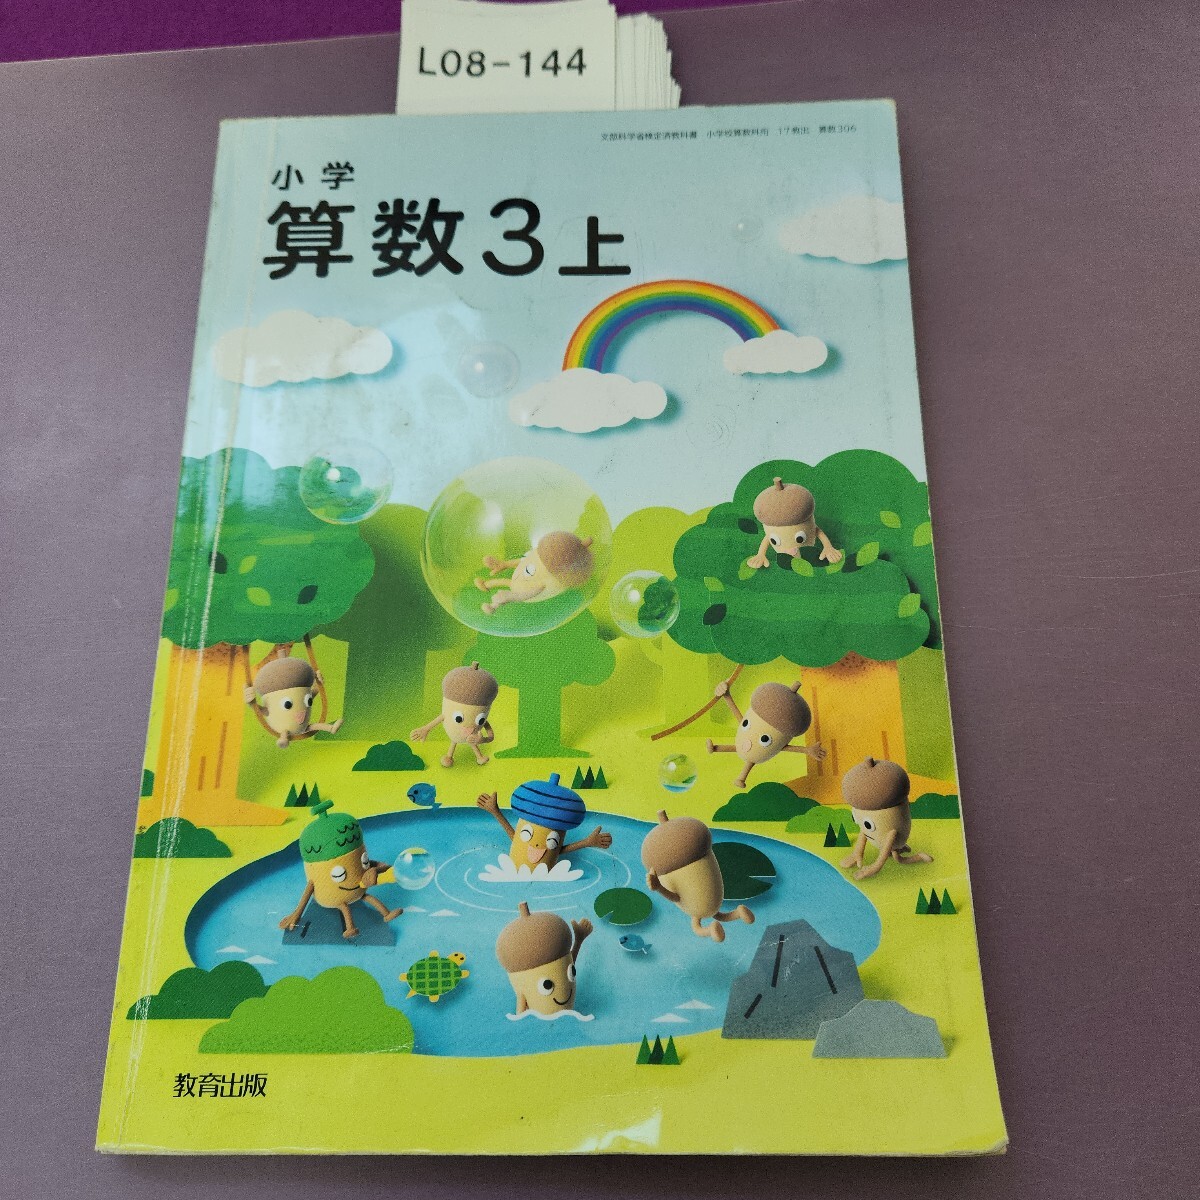 L08-144
文部科学省検定済教科書 小学校算数科用 17教出 算数306
小学
算数3上
教育出版